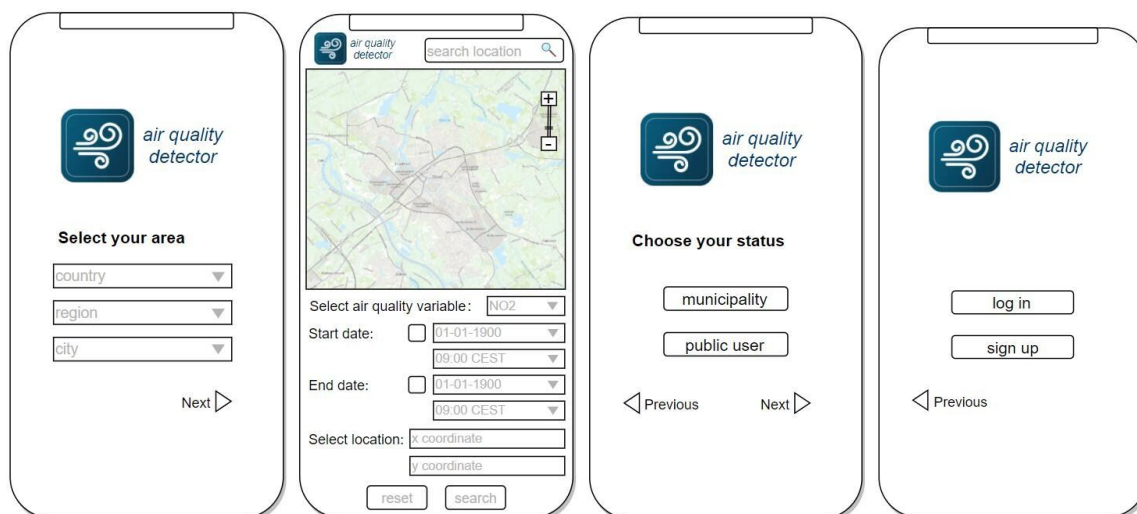 air quality
detector
Select your area
country
region
city
Next
air quality
detector
search location
+
-
Select air quality variable:
NO2
Start date:
01-01-1900
09:00 CEST
End date:
01-01-1900
09:00 CEST
Select location:
x coordinate
y coordinate
reset
search
air quality
detector
Choose your status
municipality
public user
Previous
Next
air quality
detector
log in
sign up
Previous